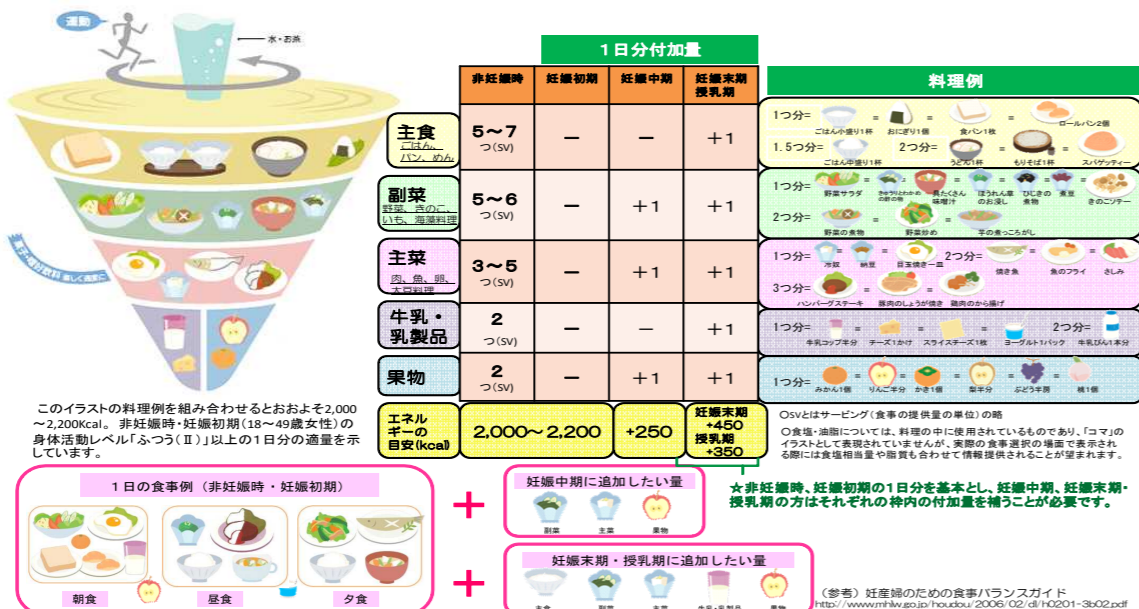 運動
水・お茶
菓子・嗜好飲料 楽しく適度に
1日分付加量
非妊娠時
妊娠初期
妊娠中期
妊娠末期
授乳期
料理例
主食
ごはん、
パン、めん
5～7
つ(SV)
－
－
＋1
1つ分=
ごはん小盛り1杯
=
おにぎり1個
=
食パン1枚
=
ロールパン2個
1.5つ分=
ごはん中盛り1杯
2つ分=
うどん1杯
=
もりそば1杯
=
スパゲッティー
副菜
野菜、きのこ、
いも、海藻料理
5～6
つ(SV)
－
＋1
＋1
1つ分=
野菜サラダ
=
きゅうりとわかめ
の酢の物
=
具たくさん
味噌汁
=
ほうれん草
のお浸し
=
ひじきの
煮物
=
煮豆
=
きのこソテー
2つ分=
野菜の煮物
=
野菜炒め
=
芋の煮っころがし
主菜
肉、魚、卵、
大豆料理
3～5
つ(SV)
－
＋1
＋1
1つ分=
冷奴
=
納豆
=
目玉焼き一皿
2つ分=
焼き魚
=
魚のフライ
=
さしみ
3つ分=
ハンバーグステーキ
=
豚肉のしょうが焼き
=
鶏肉のから揚げ
牛乳・
乳製品
2
つ(SV)
－
－
＋1
1つ分=
牛乳コップ半分
=
チーズ1かけ
=
スライスチーズ1枚
=
ヨーグルト1パック
2つ分=
牛乳びん1本分
果物
2
つ(SV)
－
＋1
＋1
1つ分=
みかん1個
=
りんご半分
=
かき1個
=
梨半分
=
ぶどう半房
=
桃1個
エネル
ギーの
目安(kcal)
2,000～2,200
+250
妊娠末期
+450
授乳期
+350
このイラストの料理例を組み合わせるとおおよそ2,000
～2,200Kcal。 非妊娠時・妊娠初期(18～49歳女性)の
身体活動レベル「ふつう(Ⅱ)」以上の1日分の適量を示
しています。
○SVとはサービング(食事の提供量の単位)の略
○食塩・油脂については、料理の中に使用されているものであり、「コマ」の
イラストとして表現されていませんが、実際の食事選択の場面で表示され
る際には食塩相当量や脂質も合わせて情報提供されることが望まれます。
★非妊娠時、妊娠初期の1日分を基本とし、妊娠中期、妊娠末期・
授乳期の方はそれぞれの枠内の付加量を補うことが必要です。
1日の食事例 (非妊娠時・妊娠初期)
朝食
昼食
夕食
+
妊娠中期に追加したい量
副菜
主菜
果物
+
妊娠末期・授乳期に追加したい量
主食
副菜
主菜
牛乳・乳製品
果物
(参考) 妊産婦のための食事バランスガイド
http://www.mhlw.go.jp/houdou/2006/02/dl/h0201-3b02.pdf